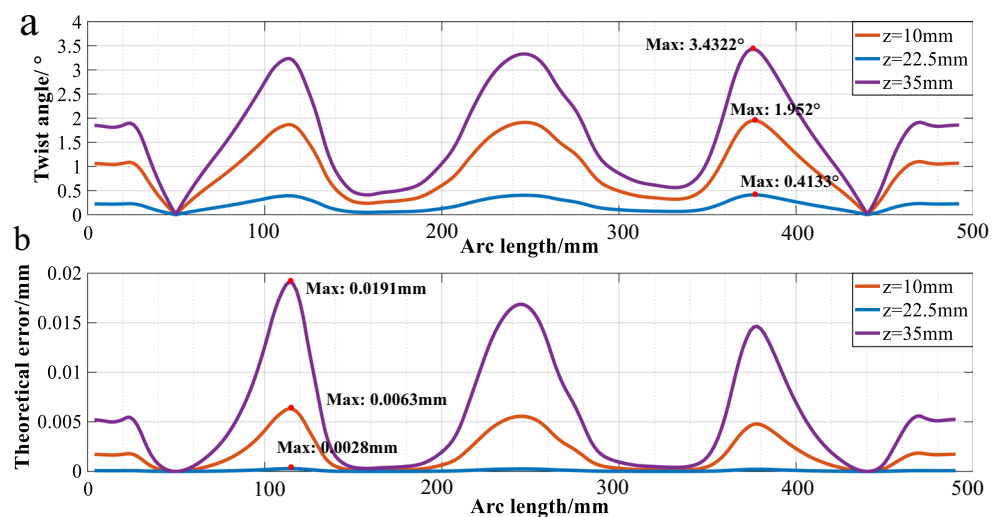 a
4
3.5
3
2.5
2
1.5
1
0.5
0
Twist angle/ °
Max: 3.4322°
Max: 1.952°
Max: 0.4133°
z=10mm
z=22.5mm
z=35mm
0 100 200 300 400 500
Arc length/mm
b
0.02
0.015
0.01
0.005
0
Theoretical error/mm
Max: 0.0191mm
Max: 0.0063mm
Max: 0.0028mm
z=10mm
z=22.5mm
z=35mm
0 100 200 300 400 500
Arc length/mm